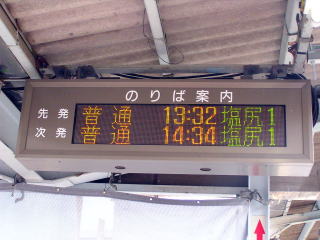 のりば案内
先発 普通 13:32 塩尻 1
次発 普通 14:34 塩尻 1